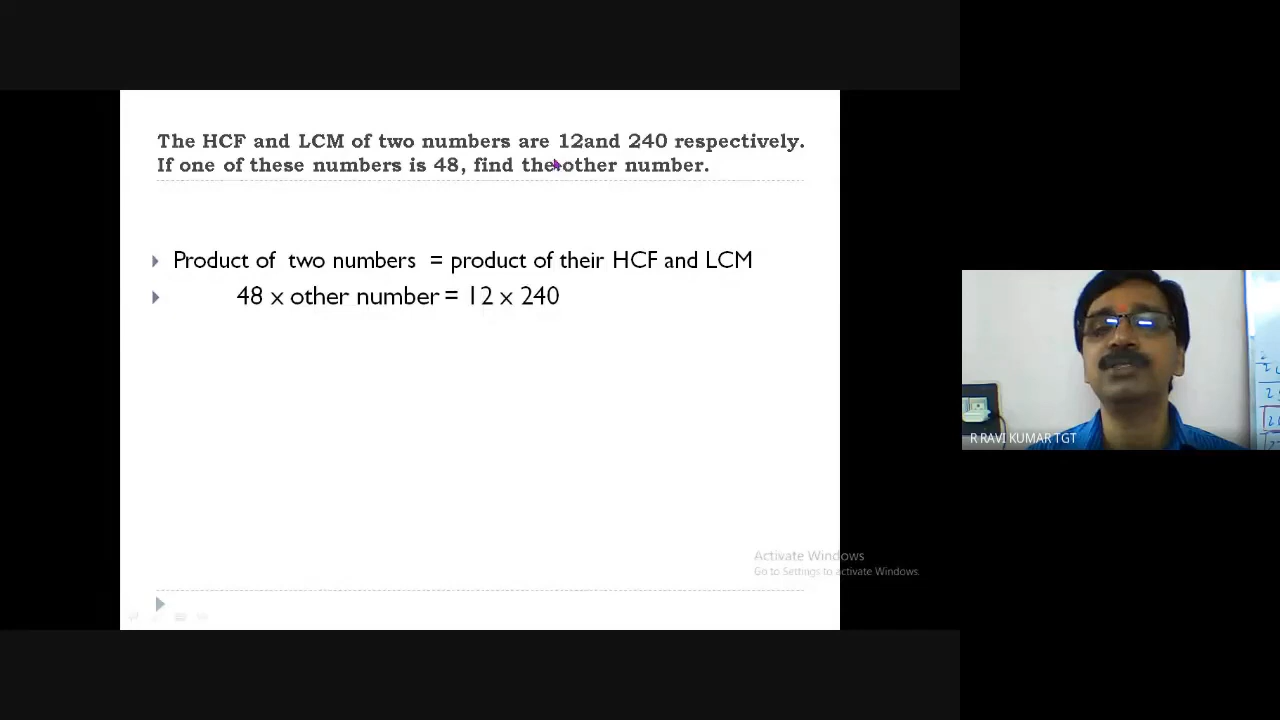 The HCF and LCM of two numbers are 12and 240 respectively.
If one of these numbers is 48, find the other number.
Product of two numbers = product of their HCF and LCM
48 x other number = 12 x 240
R RAVI KUMAR TGT
Activate Windows
Go to Settings to activate Windows.